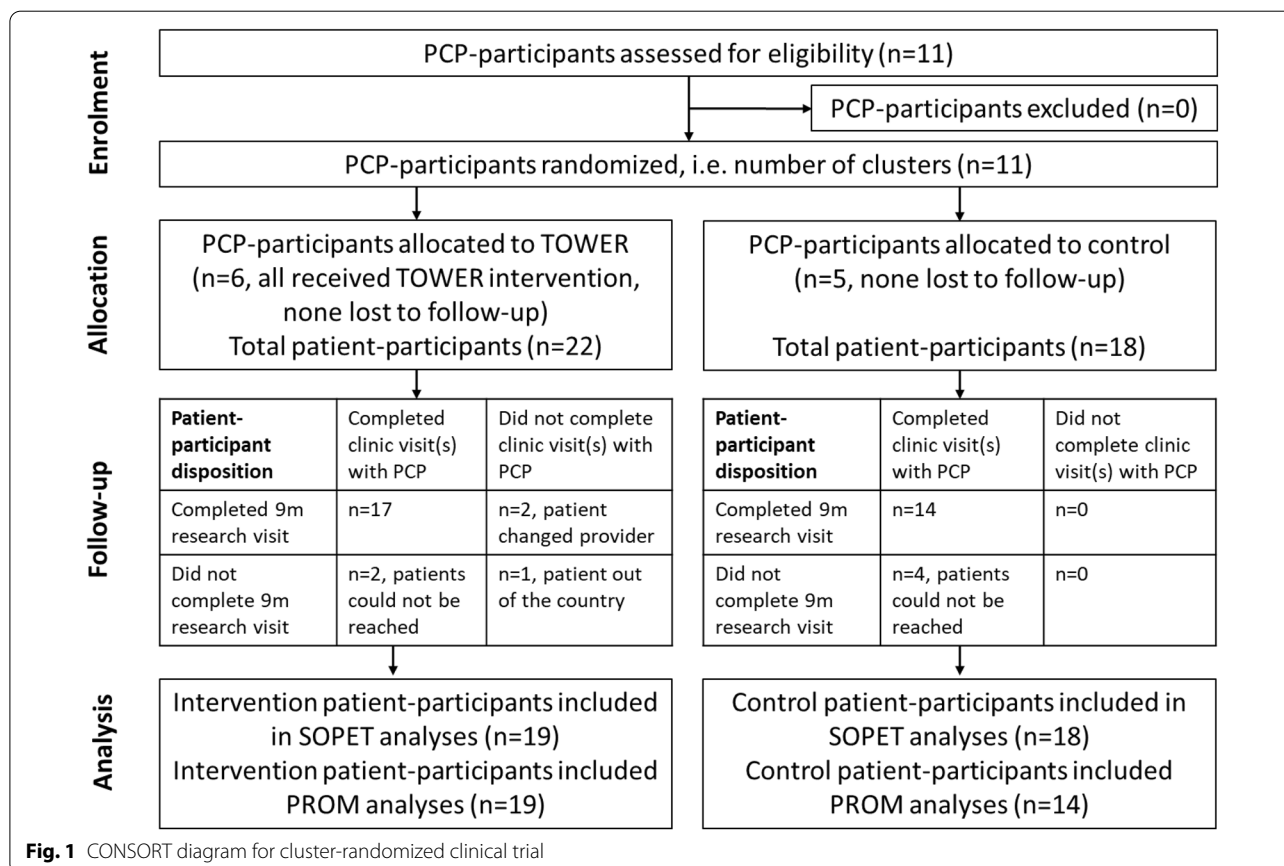 Enrolment
PCP-participants assessed for eligibility (n=11)
PCP-participants excluded (n=0)
PCP-participants randomized, i.e. number of clusters (n=11)
Allocation
PCP-participants allocated to TOWER
(n=6, all received TOWER intervention,
none lost to follow-up)
Total patient-participants (n=22)
PCP-participants allocated to control
(n=5, none lost to follow-up)
Total patient-participants (n=18)
Follow-up
Patient-
participant
disposition
Completed
clinic visit(s)
with PCP
Did not complete
clinic visit(s) with
PCP
Completed 9m
research visit
n=17
n=2, patient
changed provider
Did not
complete 9m
research visit
n=2, patients
could not be
reached
n=1, patient out
of the country
Patient-
participant
disposition
Completed
clinic visit(s)
with PCP
Did not
complete clinic
visit(s) with PCP
Completed 9m
research visit
n=14
n=0
Did not
complete 9m
research visit
n=4, patients
could not be
reached
n=0
Analysis
Intervention patient-participants included
in SOPET analyses (n=19)
Intervention patient-participants included
PROM analyses (n=19)
Control patient-participants included in
SOPET analyses (n=18)
Control patient-participants included
PROM analyses (n=14)
Fig. 1 CONSORT diagram for cluster-randomized clinical trial